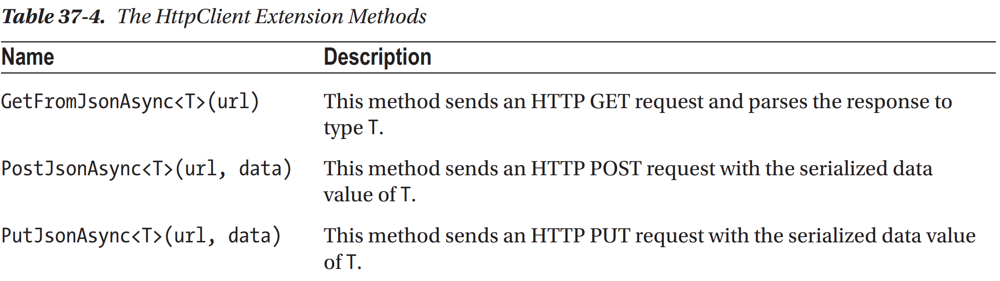 Table 37-4. The HttpClient Extension Methods
Name Description
GetFromJsonAsync<T>(url) This method sends an HTTP GET request and parses the response to
type T.
PostJsonAsync<T>(url, data) This method sends an HTTP POST request with the serialized data
value of T.
PutJsonAsync<T>(url, data) This method sends an HTTP PUT request with the serialized data value
of T.